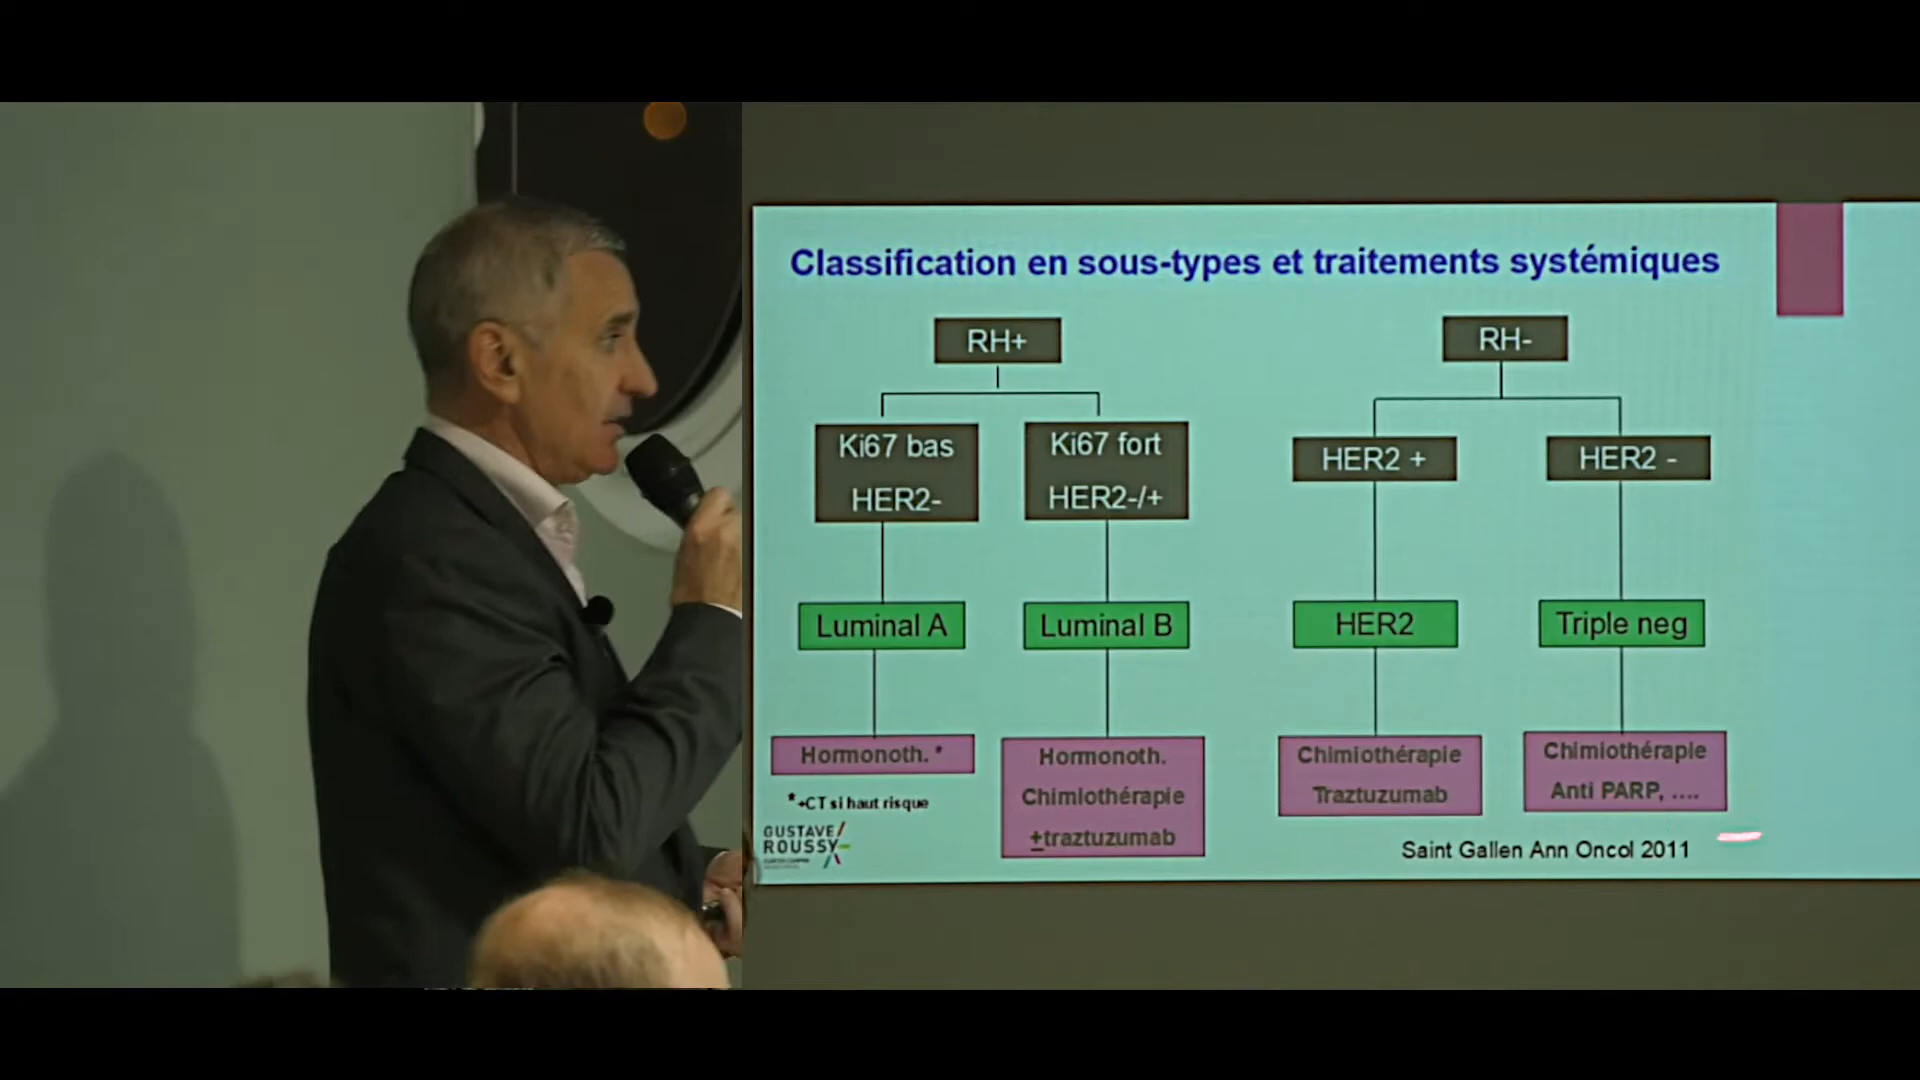 Classification en sous-types et traitements systémiques
RH+
RH-
Ki67 bas
HER2-
Ki67 fort
HER2-/+
HER2 +
HER2 -
Luminal A
Luminal B
HER2
Triple neg
Hormonoth. *
Hormonoth.
Chimiothérapie
+traztuzumab
Chimiothérapie
Traztuzumab
Chimiothérapie
Anti PARP, ....
*+CT si haut risque
GUSTAVE/
ROUSSY
Saint Gallen Ann Oncol 2011